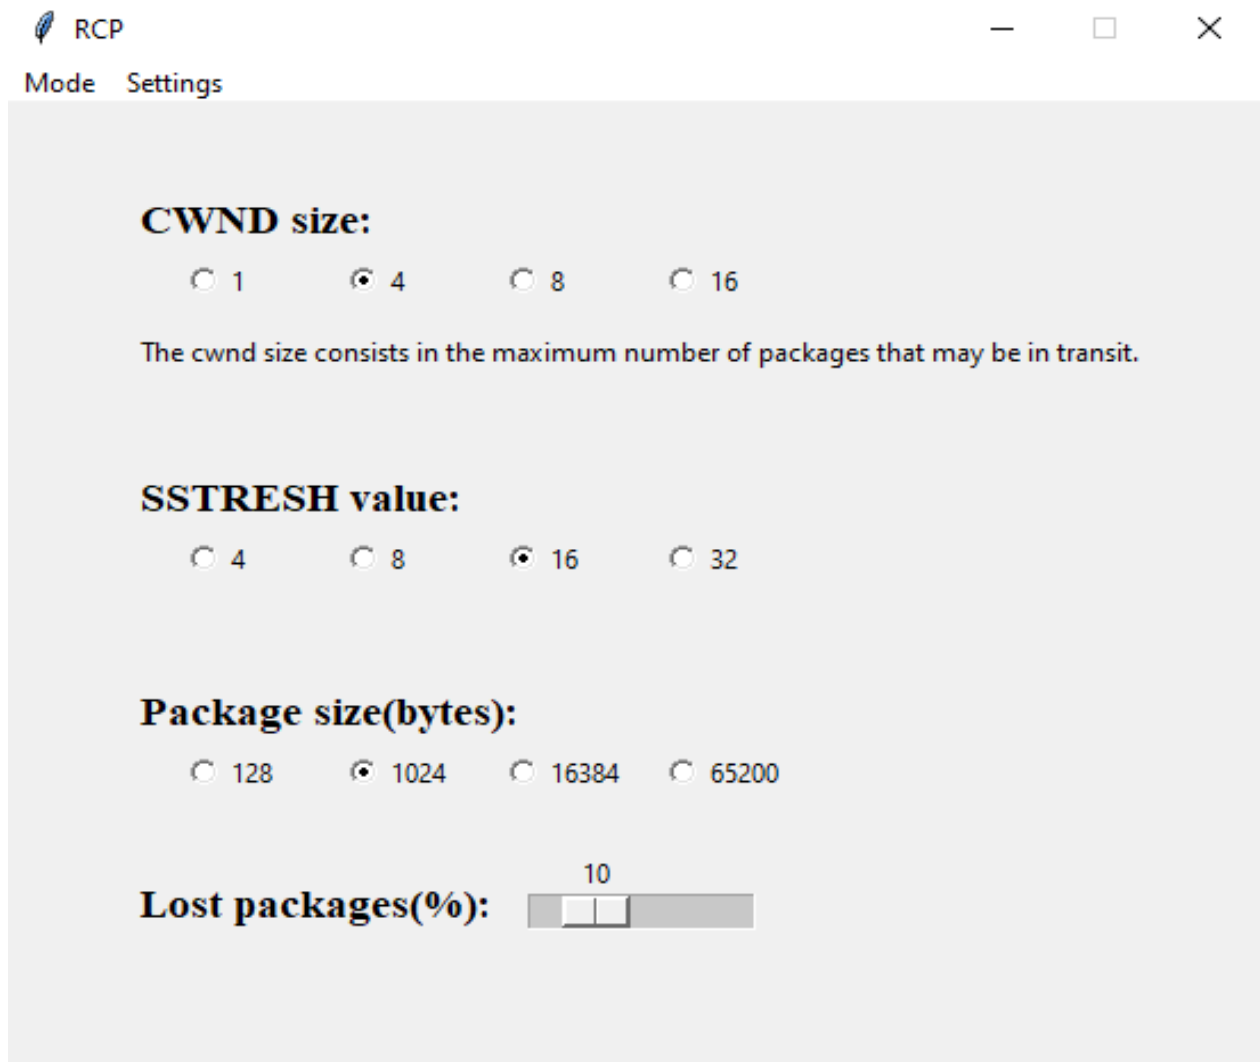 RCP
Mode Settings
CWND size:
1 4 8 16
The cwnd size consists in the maximum number of packages that may be in transit.
SSTRESH value:
4 8 16 32
Package size(bytes):
128 1024 16384 65200
10
Lost packages(%):